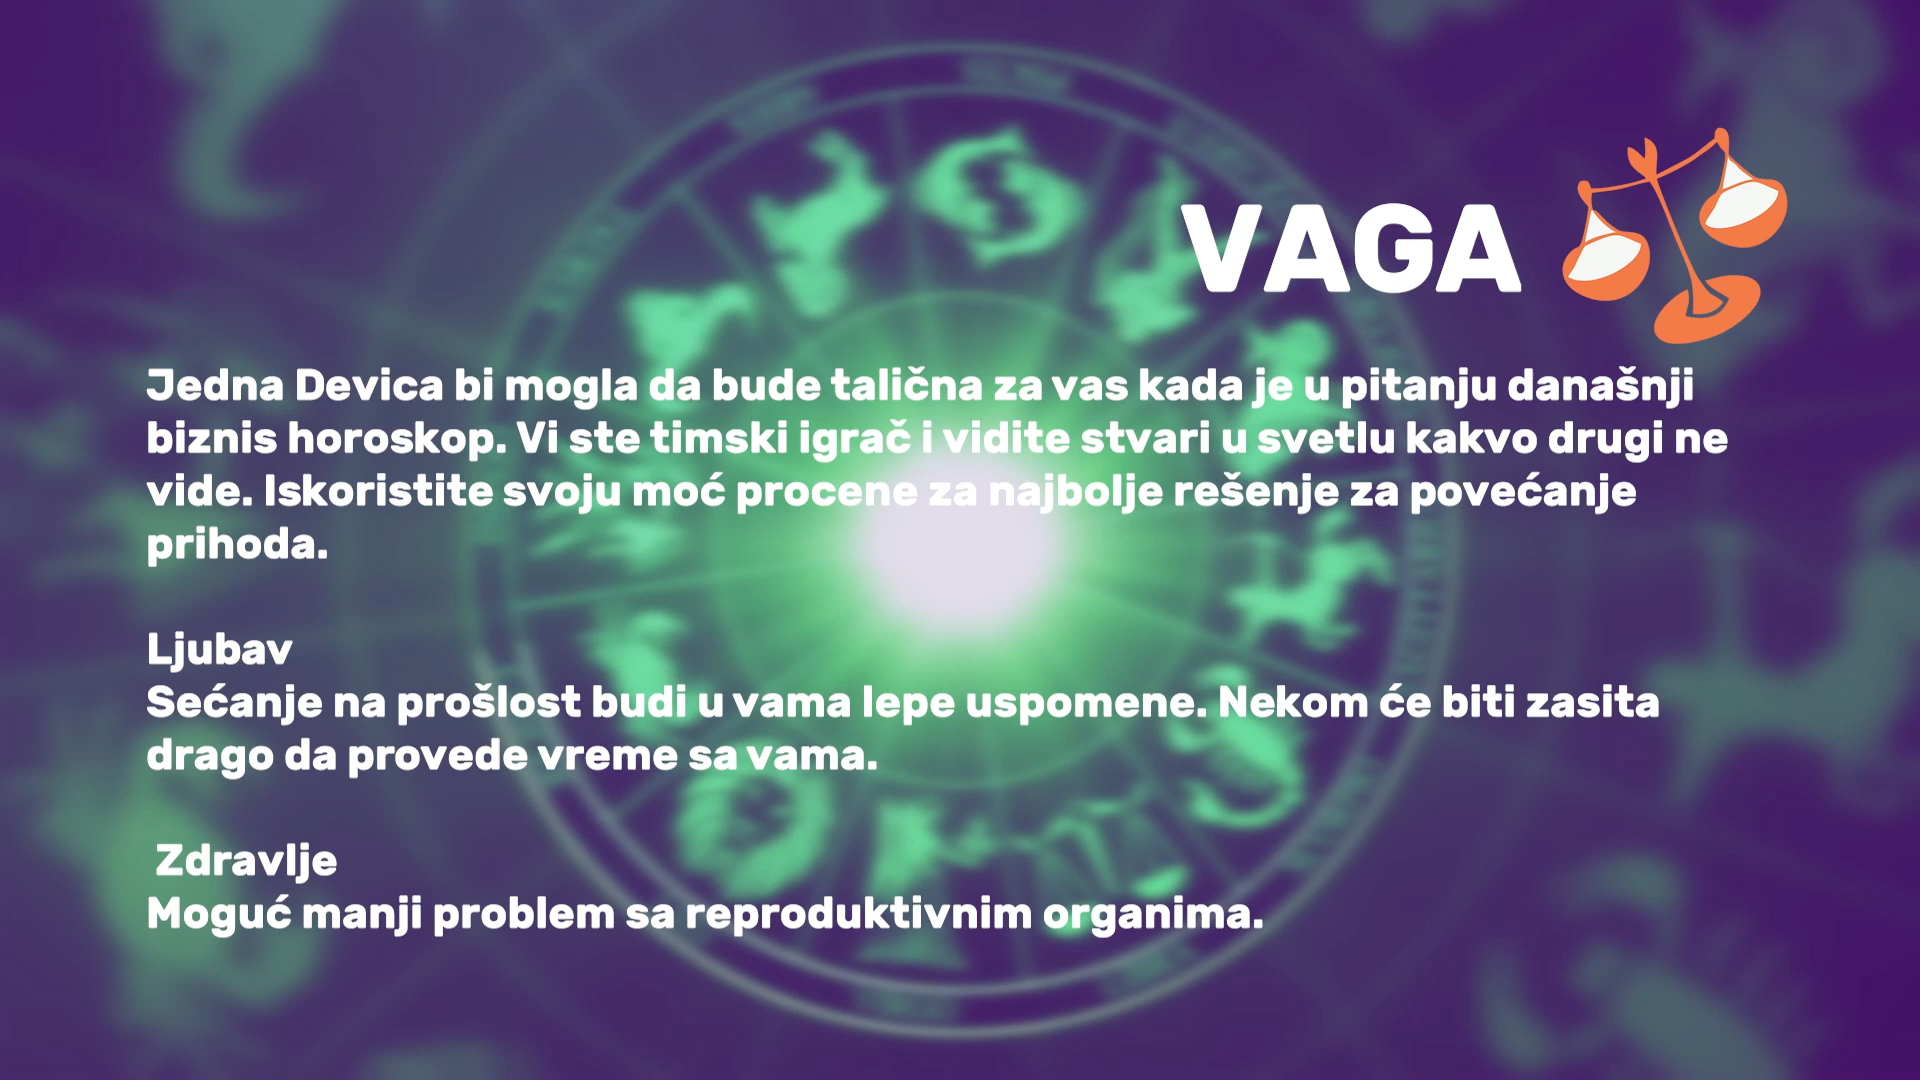 VAGA
Jedna Devica bi mogla da bude talična za vas kada je u pitanju današnji
biznis horoskop. Vi ste timski igrač i vidite stvari u svetlu kakvo drugi ne
vide. Iskoristite svoju moć procene za najbolje rešenje za povećanje
prihoda.
Ljubav
Sećanje na prošlost budi u vama lepe uspomene. Nekom će biti zasita
drago da provede vreme sa vama.
Zdravlje
Moguć manji problem sa reproduktivnim organima.